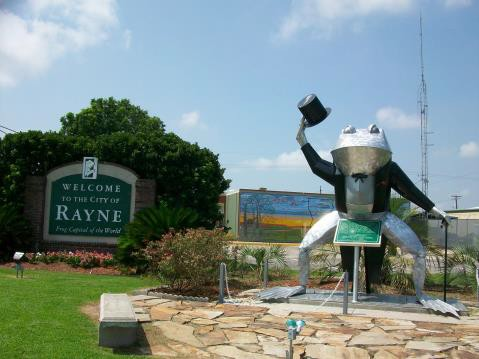 WELCOME
TO THE CITY OF
RAYNE
Frog Capital of the World